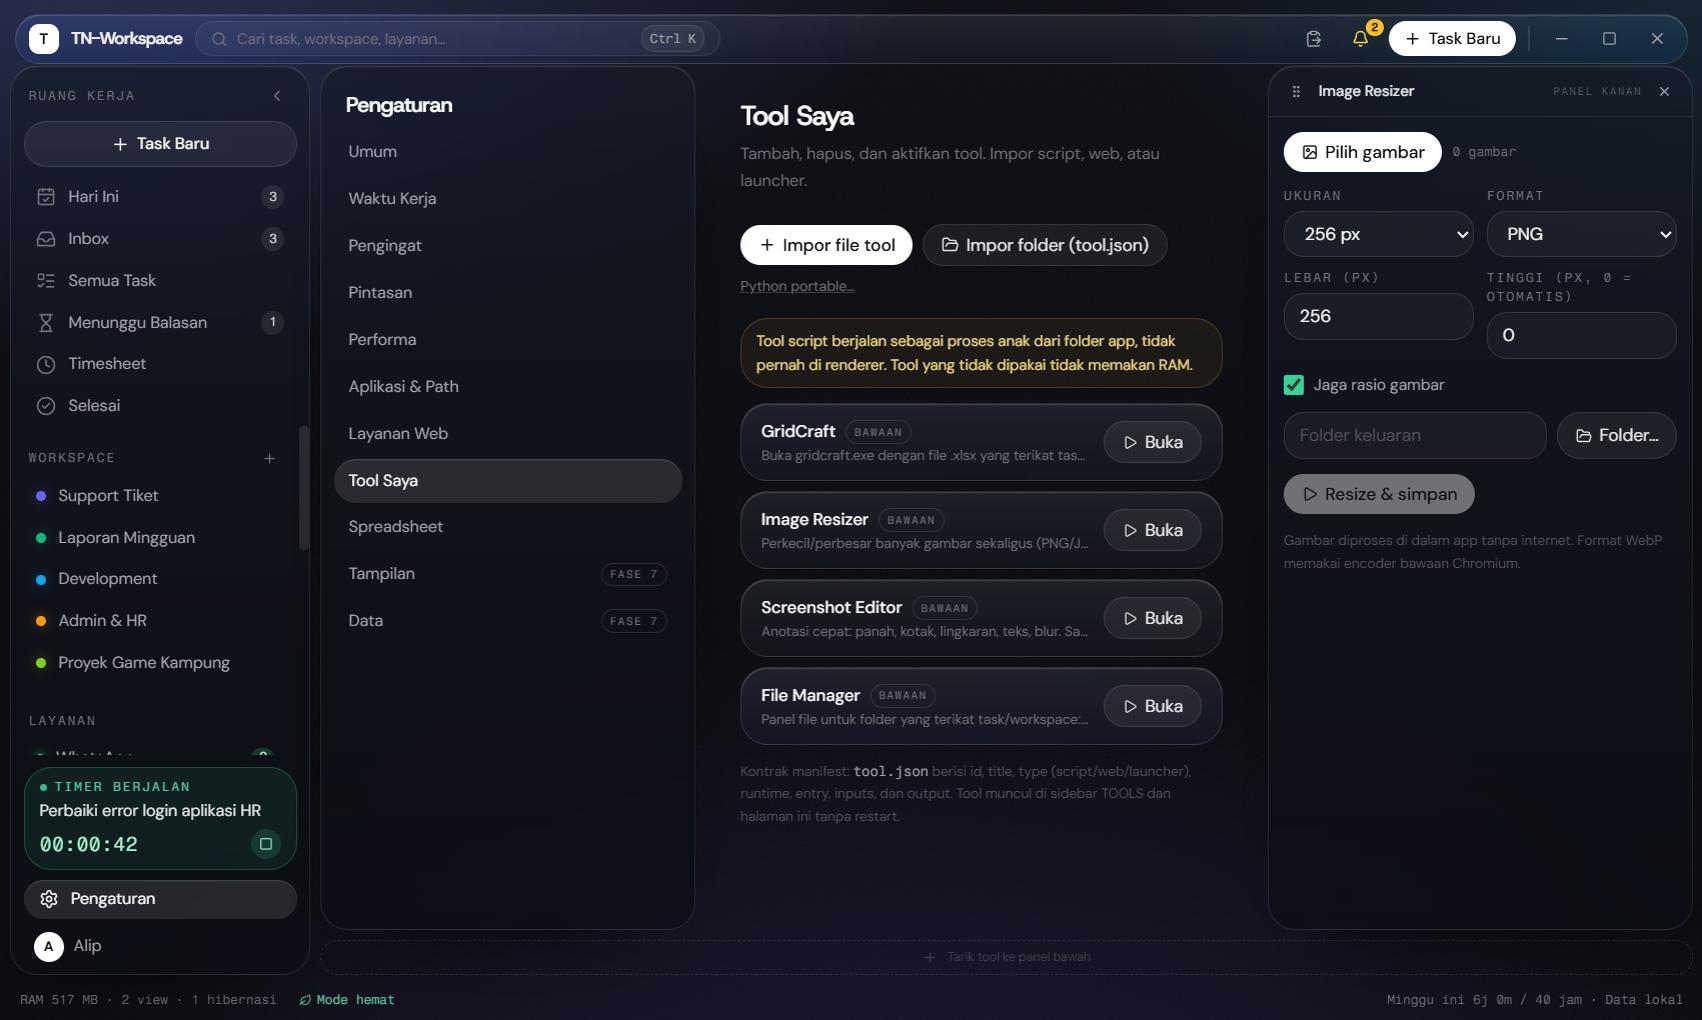 T TN-Workspace
Cari task, workspace, layanan...
Ctrl K
2
Task Baru
RUANG KERJA
Task Baru
Hari Ini 3
Inbox 3
Semua Task
Menunggu Balasan 1
Timesheet
Selesai
WORKSPACE
Support Tiket
Laporan Mingguan
Development
Admin & HR
Proyek Game Kampung
LAYANAN
WhatsApp
TIMER BERJALAN
Perbaiki error login aplikasi HR
00:00:42
Pengaturan
A Alip
Pengaturan
Umum
Waktu Kerja
Pengingat
Pintasan
Performa
Aplikasi & Path
Layanan Web
Tool Saya
Spreadsheet
Tampilan FASE 7
Data FASE 7
Tool Saya
Tambah, hapus, dan aktifkan tool. Impor script, web, atau
launcher.
Impor file tool
Impor folder (tool.json)
Python portable...
Tool script berjalan sebagai proses anak dari folder app, tidak
pernah di renderer. Tool yang tidak dipakai tidak memakan RAM.
GridCraft BAWAAN
Buka gridcraft.exe dengan file .xlsx yang terikat tas...
Buka
Image Resizer BAWAAN
Perkecil/perbesar banyak gambar sekaligus (PNG/J...
Buka
Screenshot Editor BAWAAN
Anotasi cepat: panah, kotak, lingkaran, teks, blur. Sa...
Buka
File Manager BAWAAN
Panel file untuk folder yang terikat task/workspace:...
Buka
Kontrak manifest: tool.json berisi id, title, type (script/web/launcher),
runtime, entry, inputs, dan output. Tool muncul di sidebar TOOLS dan
halaman ini tanpa restart.
Image Resizer
PANEL KANAN
Pilih gambar
0 gambar
UKURAN
FORMAT
256 px
PNG
LEBAR (PX)
TINGGI (PX, 0 =
OTOMATIS)
256
0
Jaga rasio gambar
Folder keluaran
Folder...
Resize & simpan
Gambar diproses di dalam app tanpa internet. Format WebP
memakai encoder bawaan Chromium.
Tarik tool ke panel bawah
RAM 517 MB · 2 view · 1 hibernasi
Mode hemat
Minggu ini 6j 0m / 40 jam · Data lokal